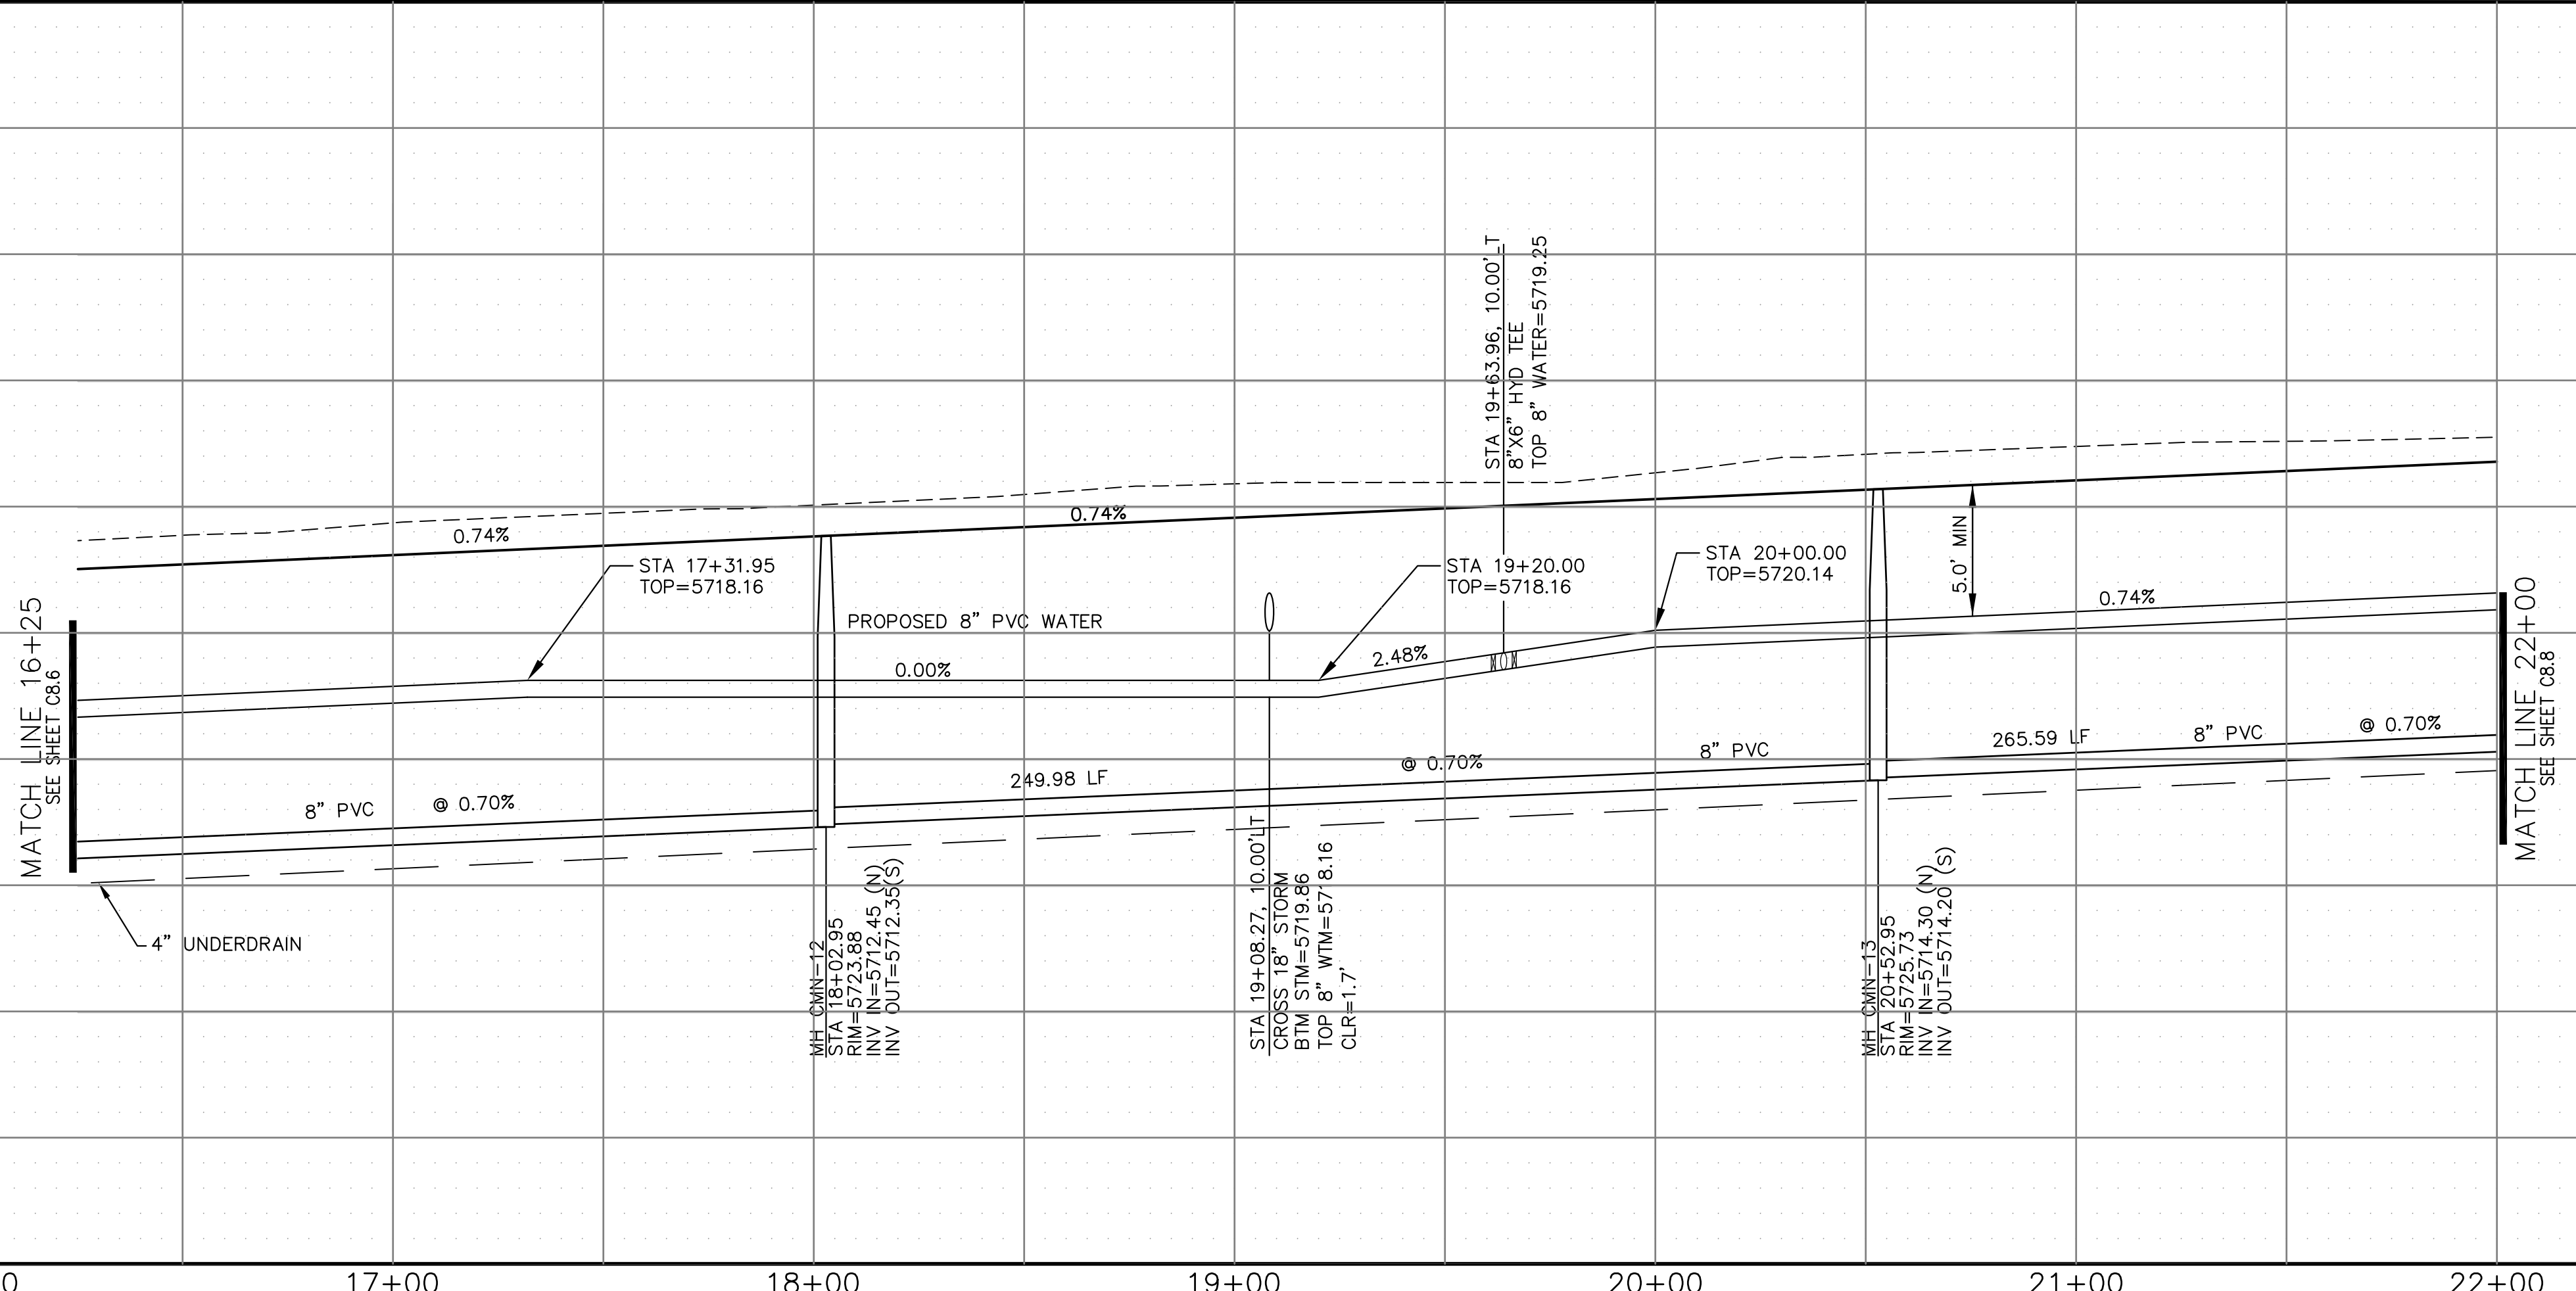 STA 19+63.96, 10.00' LT
8"X6" HYD TEE
TOP 8" WATER=5719.25
0.74%
0.74%
STA 17+31.95
TOP=5718.16
STA 19+20.00
TOP=5718.16
STA 20+00.00
TOP=5720.14
5.0' MIN
0.74%
PROPOSED 8" PVC WATER
0.00%
2.48%
MATCH LINE 16+25
SEE SHEET C8.6
MATCH LINE 22+00
SEE SHEET C8.8
8" PVC
@ 0.70%
249.98 LF
@ 0.70%
8" PVC
265.59 LF
8" PVC
@ 0.70%
4" UNDERDRAIN
MH CMN-12
STA 18+02.95
RIM=5723.88
INV IN=5712.45 (N)
INV OUT=5712.35(S)
STA 19+08.27, 10.00' LT
CROSS 18" STORM
BTM STM=5719.86
TOP 8" WTM=5718.16
CLR=1.7'
MH CMN-13
STA 20+52.95
RIM=5725.73
INV IN=5714.30 (N)
INV OUT=5714.20 (S)
0
17+00
18+00
19+00
20+00
21+00
22+00